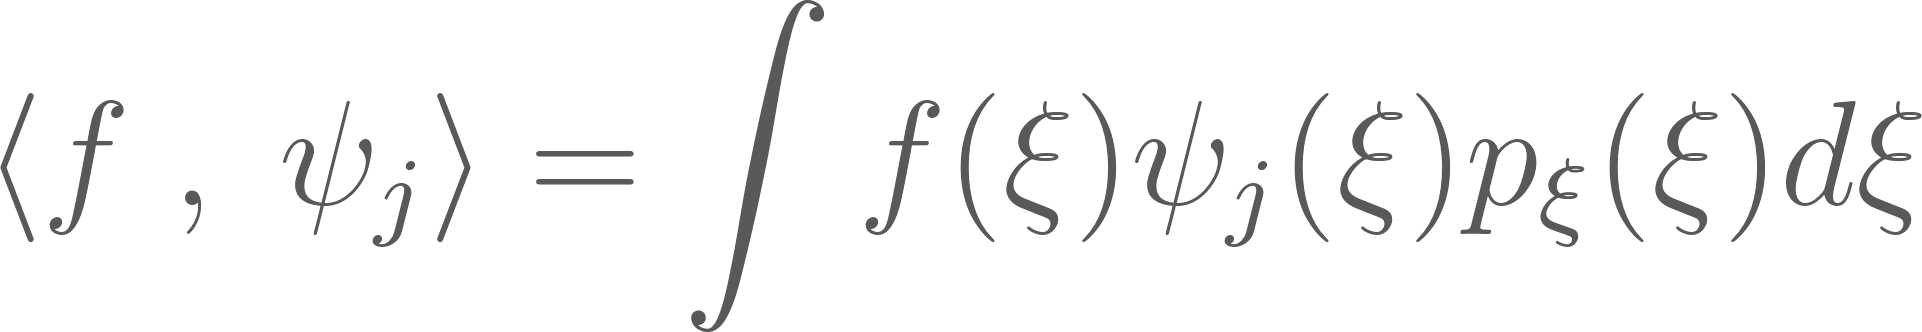 ⟨f , ψ_j⟩ = ∫ f(ξ)ψ_j(ξ)p_ξ(ξ)dξ